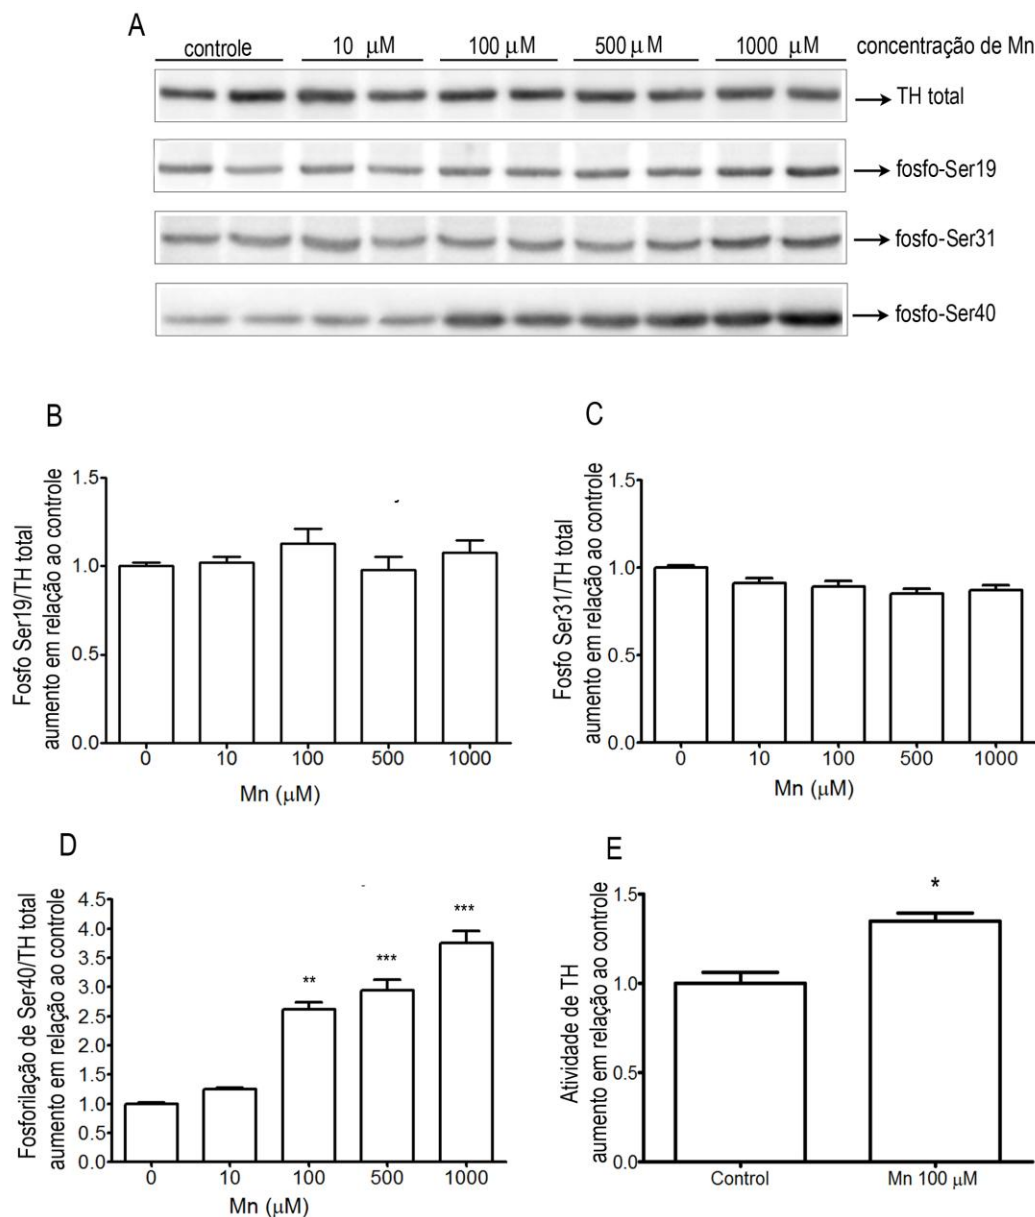 A
controle 10 μM 100 μM 500 μM 1000 μM concentração de Mn
TH total
fosfo-Ser19
fosfo-Ser31
fosfo-Ser40
B
Fosfo Ser19/TH total
aumento em relação ao controle
1.5
1.0
0.5
0.0
0 10 100 500 1000
Mn (μM)
C
Fosfo Ser31/TH total
aumento em relação ao controle
1.5
1.0
0.5
0.0
0 10 100 500 1000
Mn (μM)
D
Fosforilação de Ser40/TH total
aumento em relação ao controle
4.5
4.0
3.5
3.0
2.5
2.0
1.5
1.0
0.5
0.0
** *** ***
0 10 100 500 1000
Mn (μM)
E
Atividade de TH
aumento em relação ao controle
1.5
1.0
0.5
0.0
*
Control Mn 100 μM